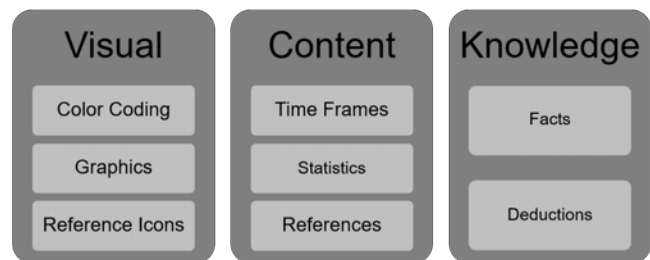 Visual
Color Coding
Graphics
Reference Icons
Content
Time Frames
Statistics
References
Knowledge
Facts
Deductions